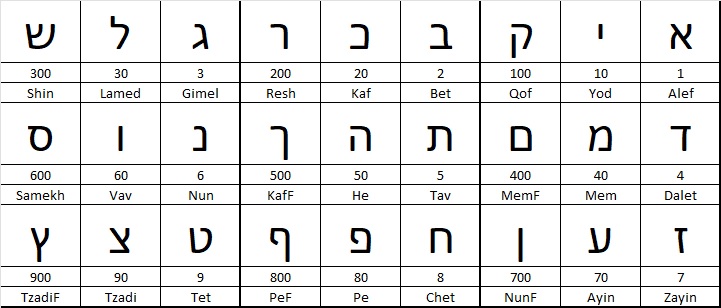 א י ק ב כ ר ג ל ש
300 30 3 200 20 2 100 10 1
Shin Lamed Gimel Resh Kaf Bet Qof Yod Alef
ד מ ם ת ה ך נ ו ס
600 60 6 500 50 5 400 40 4
Samekh Vav Nun KafF He Tav MemF Mem Dalet
ז ע ן ח פ ף ט צ ץ
900 90 9 800 80 8 700 70 7
TzadiF Tzadi Tet PeF Pe Chet NunF Ayin Zayin